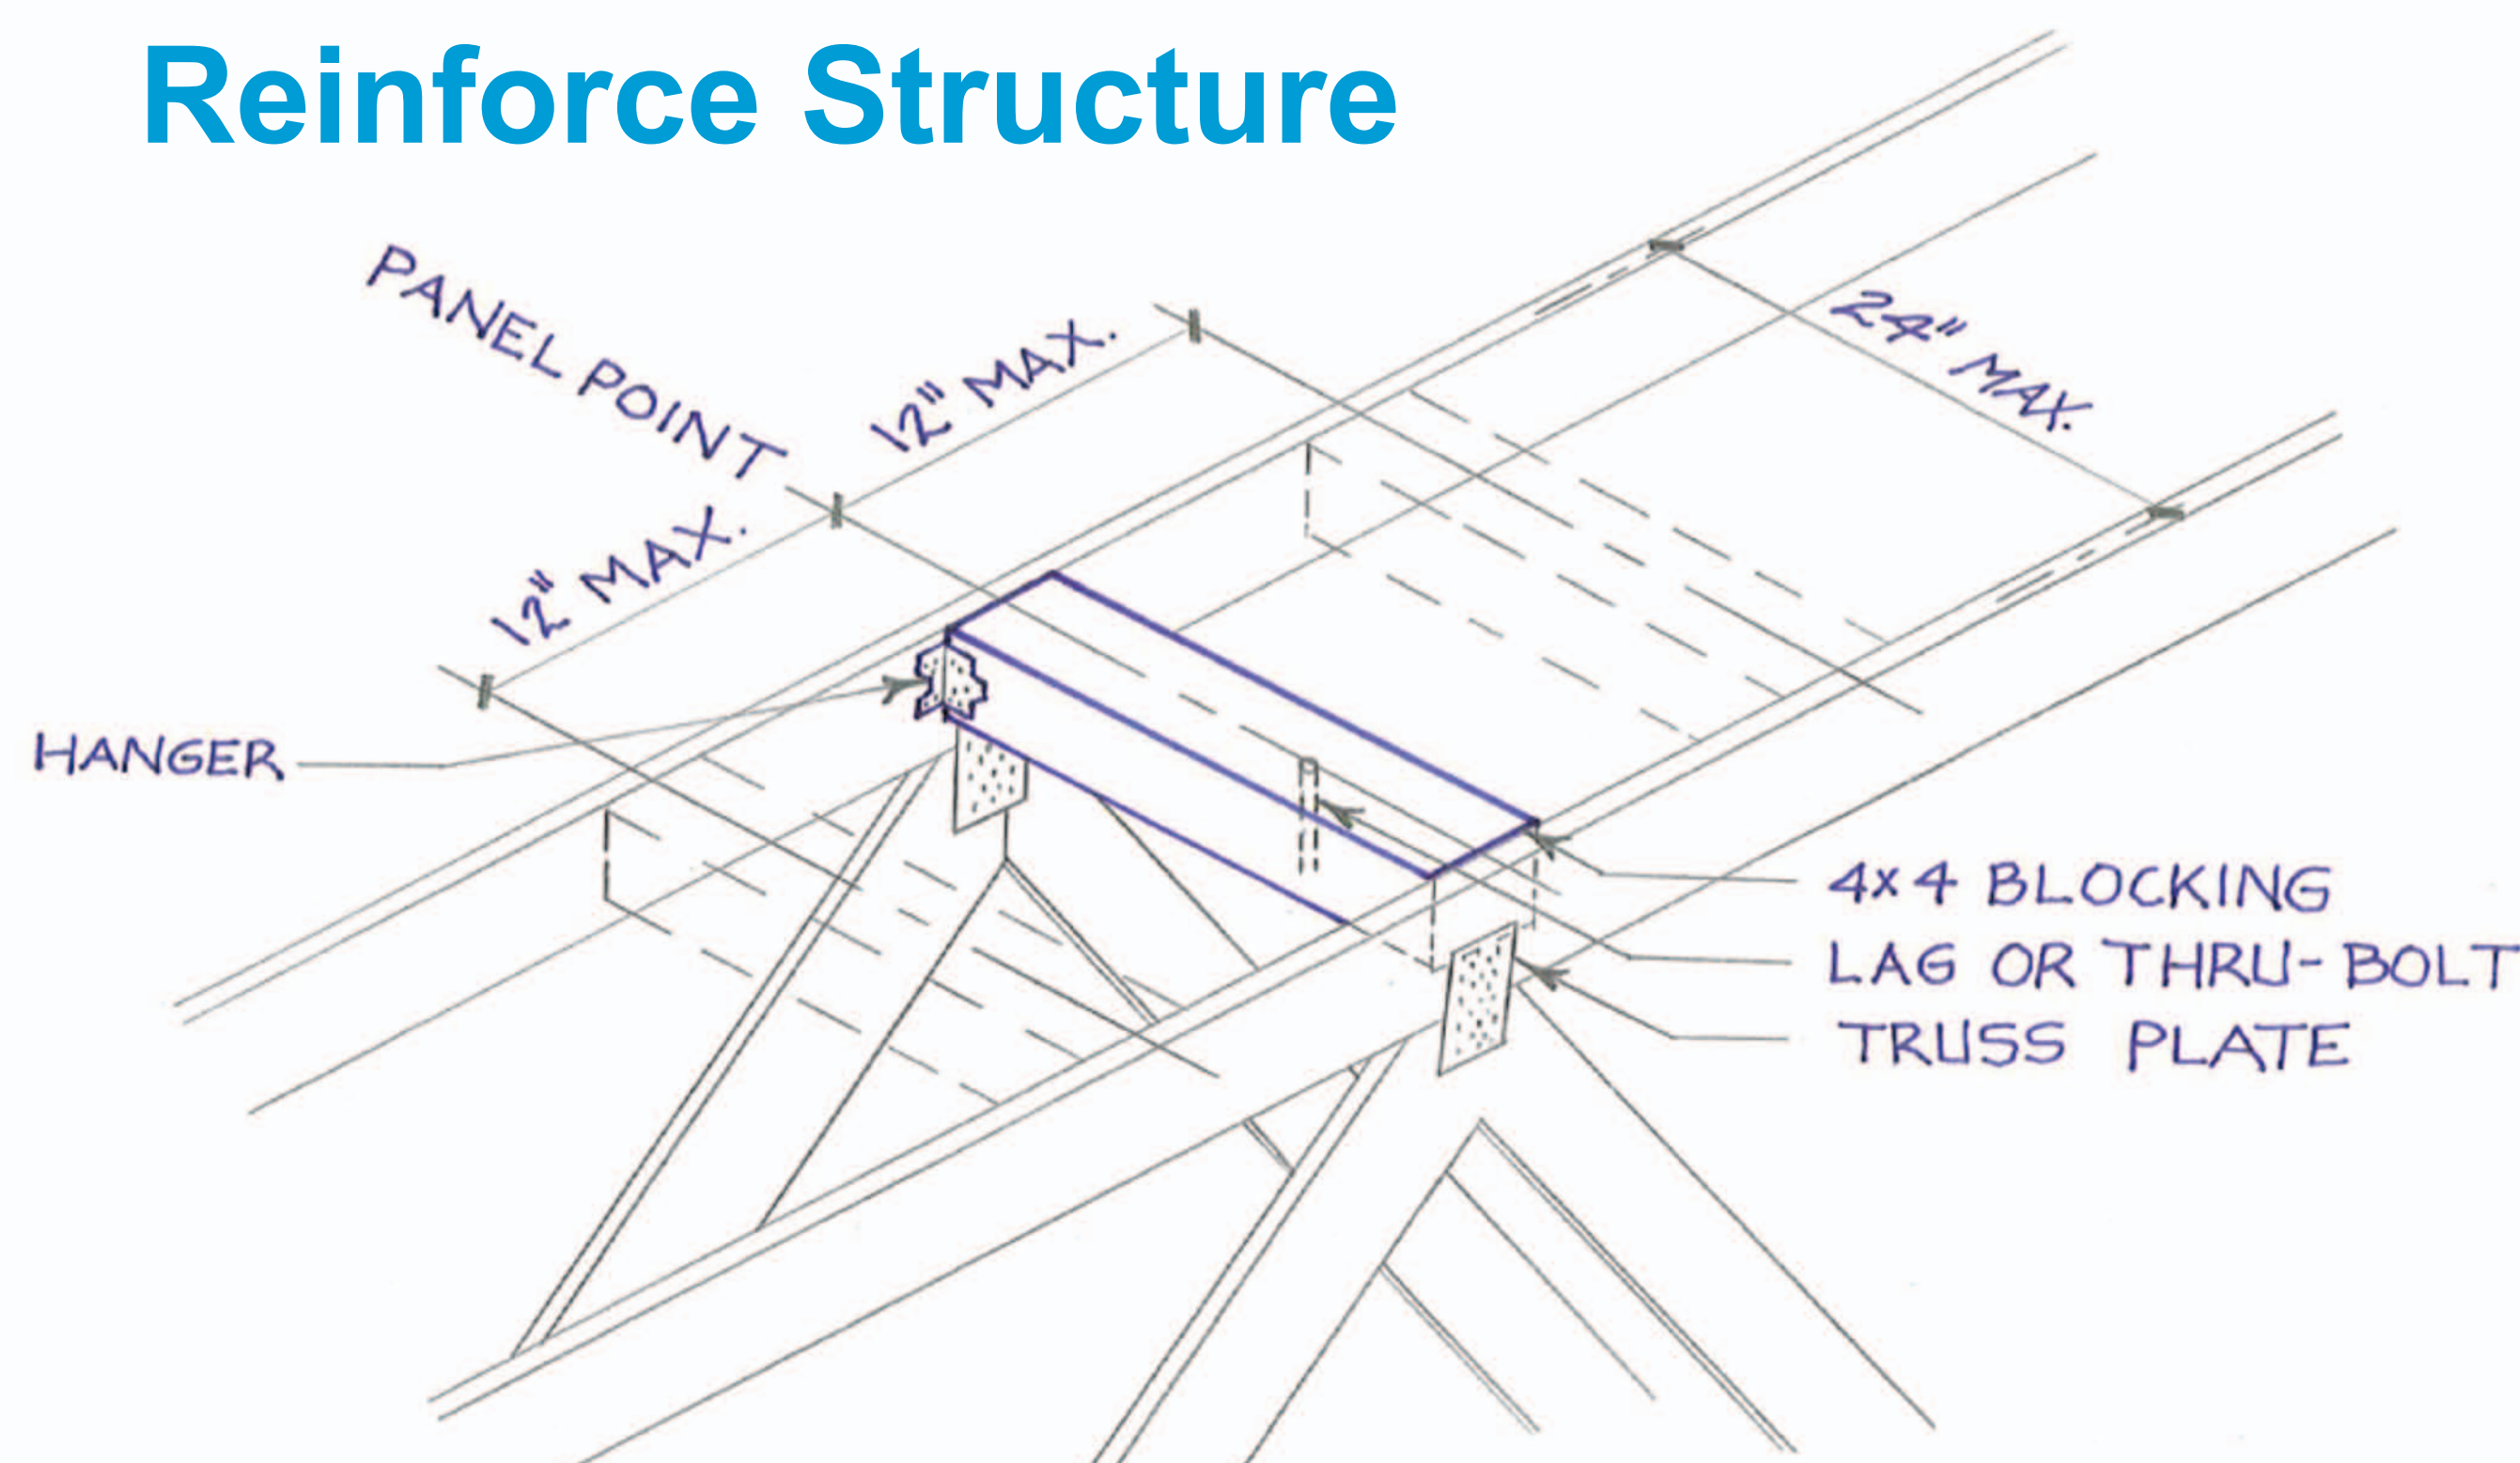 Reinforce Structure
PANEL POINT
12" MAX.
12" MAX.
24" MAX.
HANGER
4x4 BLOCKING
LAG OR THRU-BOLT
TRUSS PLATE